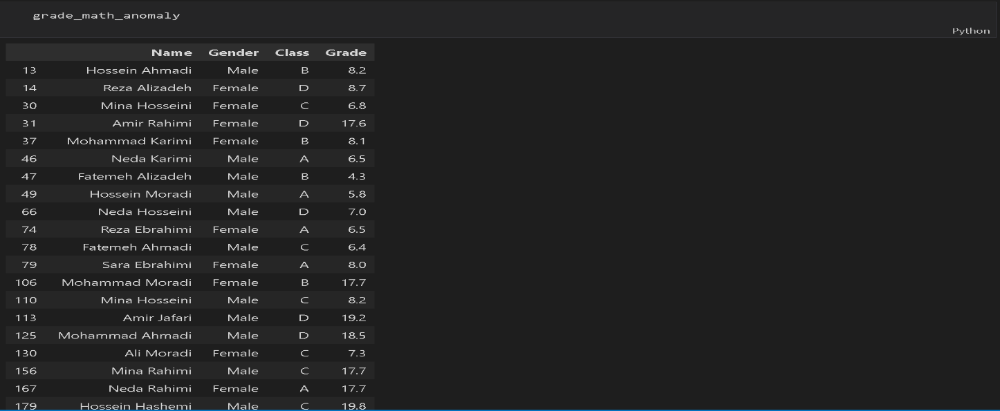 grade_math_anomaly
Python
Name Gender Class Grade
13 Hossein Ahmadi Male B 8.2
14 Reza Alizadeh Female D 8.7
30 Mina Hosseini Female C 6.8
31 Amir Rahimi Female D 17.6
37 Mohammad Karimi Female B 8.1
46 Neda Karimi Male A 6.5
47 Fatemeh Alizadeh Male B 4.3
49 Hossein Moradi Male A 5.8
66 Neda Hosseini Male D 7.0
74 Reza Ebrahimi Female A 6.5
78 Fatemeh Ahmadi Male C 6.4
79 Sara Ebrahimi Female A 8.0
106 Mohammad Moradi Female B 17.7
110 Mina Hosseini Male C 8.2
113 Amir Jafari Male D 19.2
125 Mohammad Ahmadi Male D 18.5
130 Ali Moradi Female C 7.3
156 Mina Rahimi Male C 17.7
167 Neda Rahimi Female A 17.7
179 Hossein Hashemi Male C 19.8